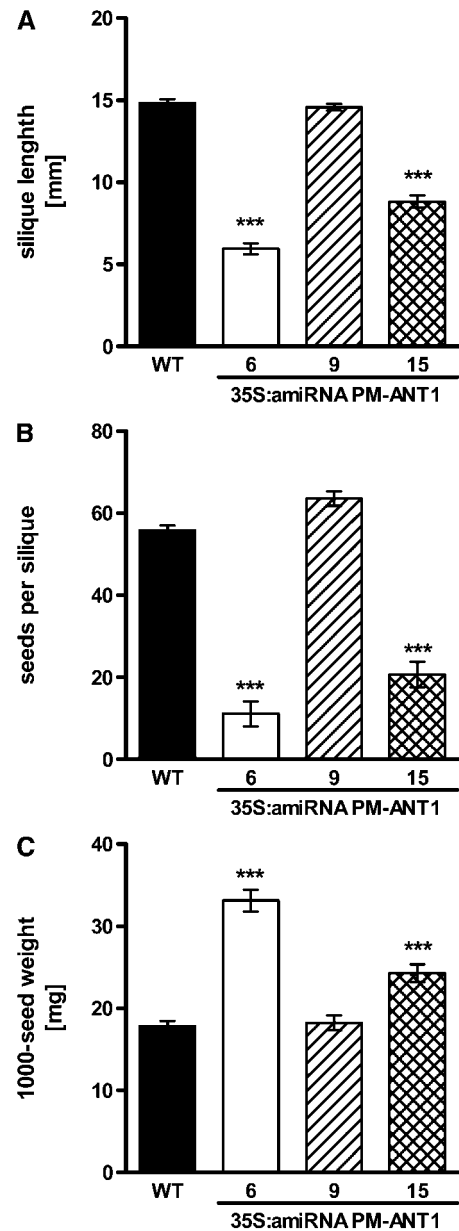 A
silique lenghth
[mm]
20
15
10
5
0
***
***
WT 6 9 15
35S:amiRNA PM-ANT1
B
seeds per silique
80
60
40
20
0
***
***
WT 6 9 15
35S:amiRNA PM-ANT1
C
1000-seed weight
[mg]
40
30
20
10
0
***
***
WT 6 9 15
35S:amiRNA PM-ANT1